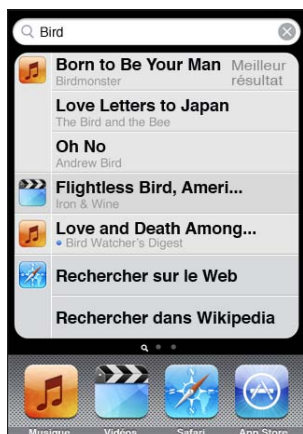 Bird
Born to Be Your Man Meilleur
Birdmonster résultat
Love Letters to Japan
The Bird and the Bee
Oh No
Andrew Bird
Flightless Bird, Ameri...
Iron & Wine
Love and Death Among...
• Bird Watcher's Digest
Rechercher sur le Web
Rechercher dans Wikipedia
Musique Vidéos Safari App Store